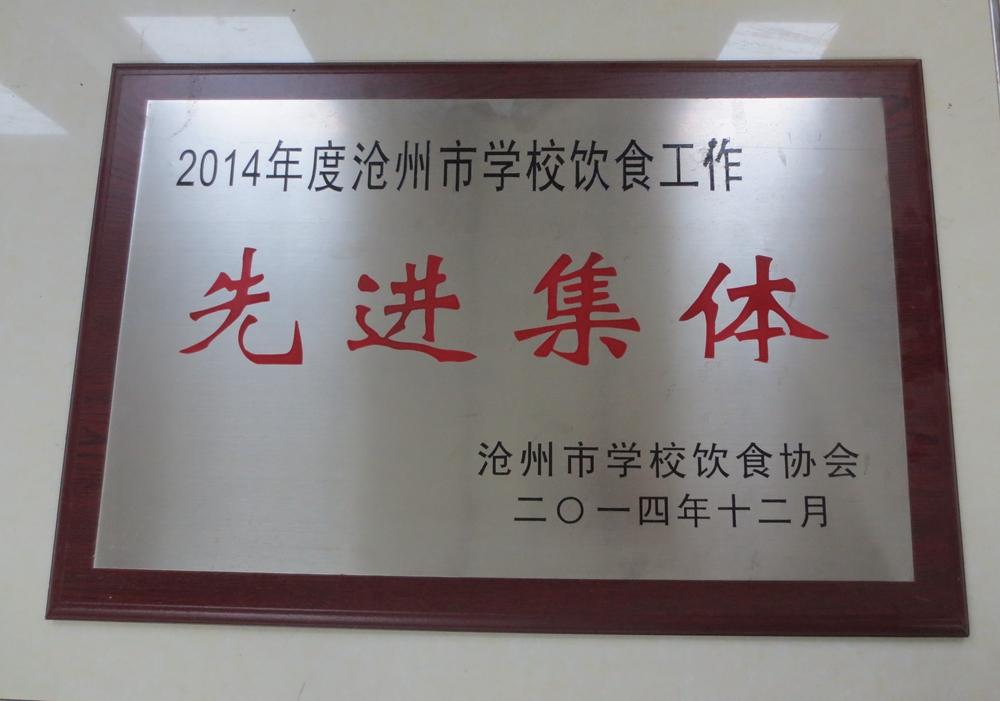 2014年度沧州市学校饮食工作
先进集体
沧州市学校饮食协会
二〇一四年十二月